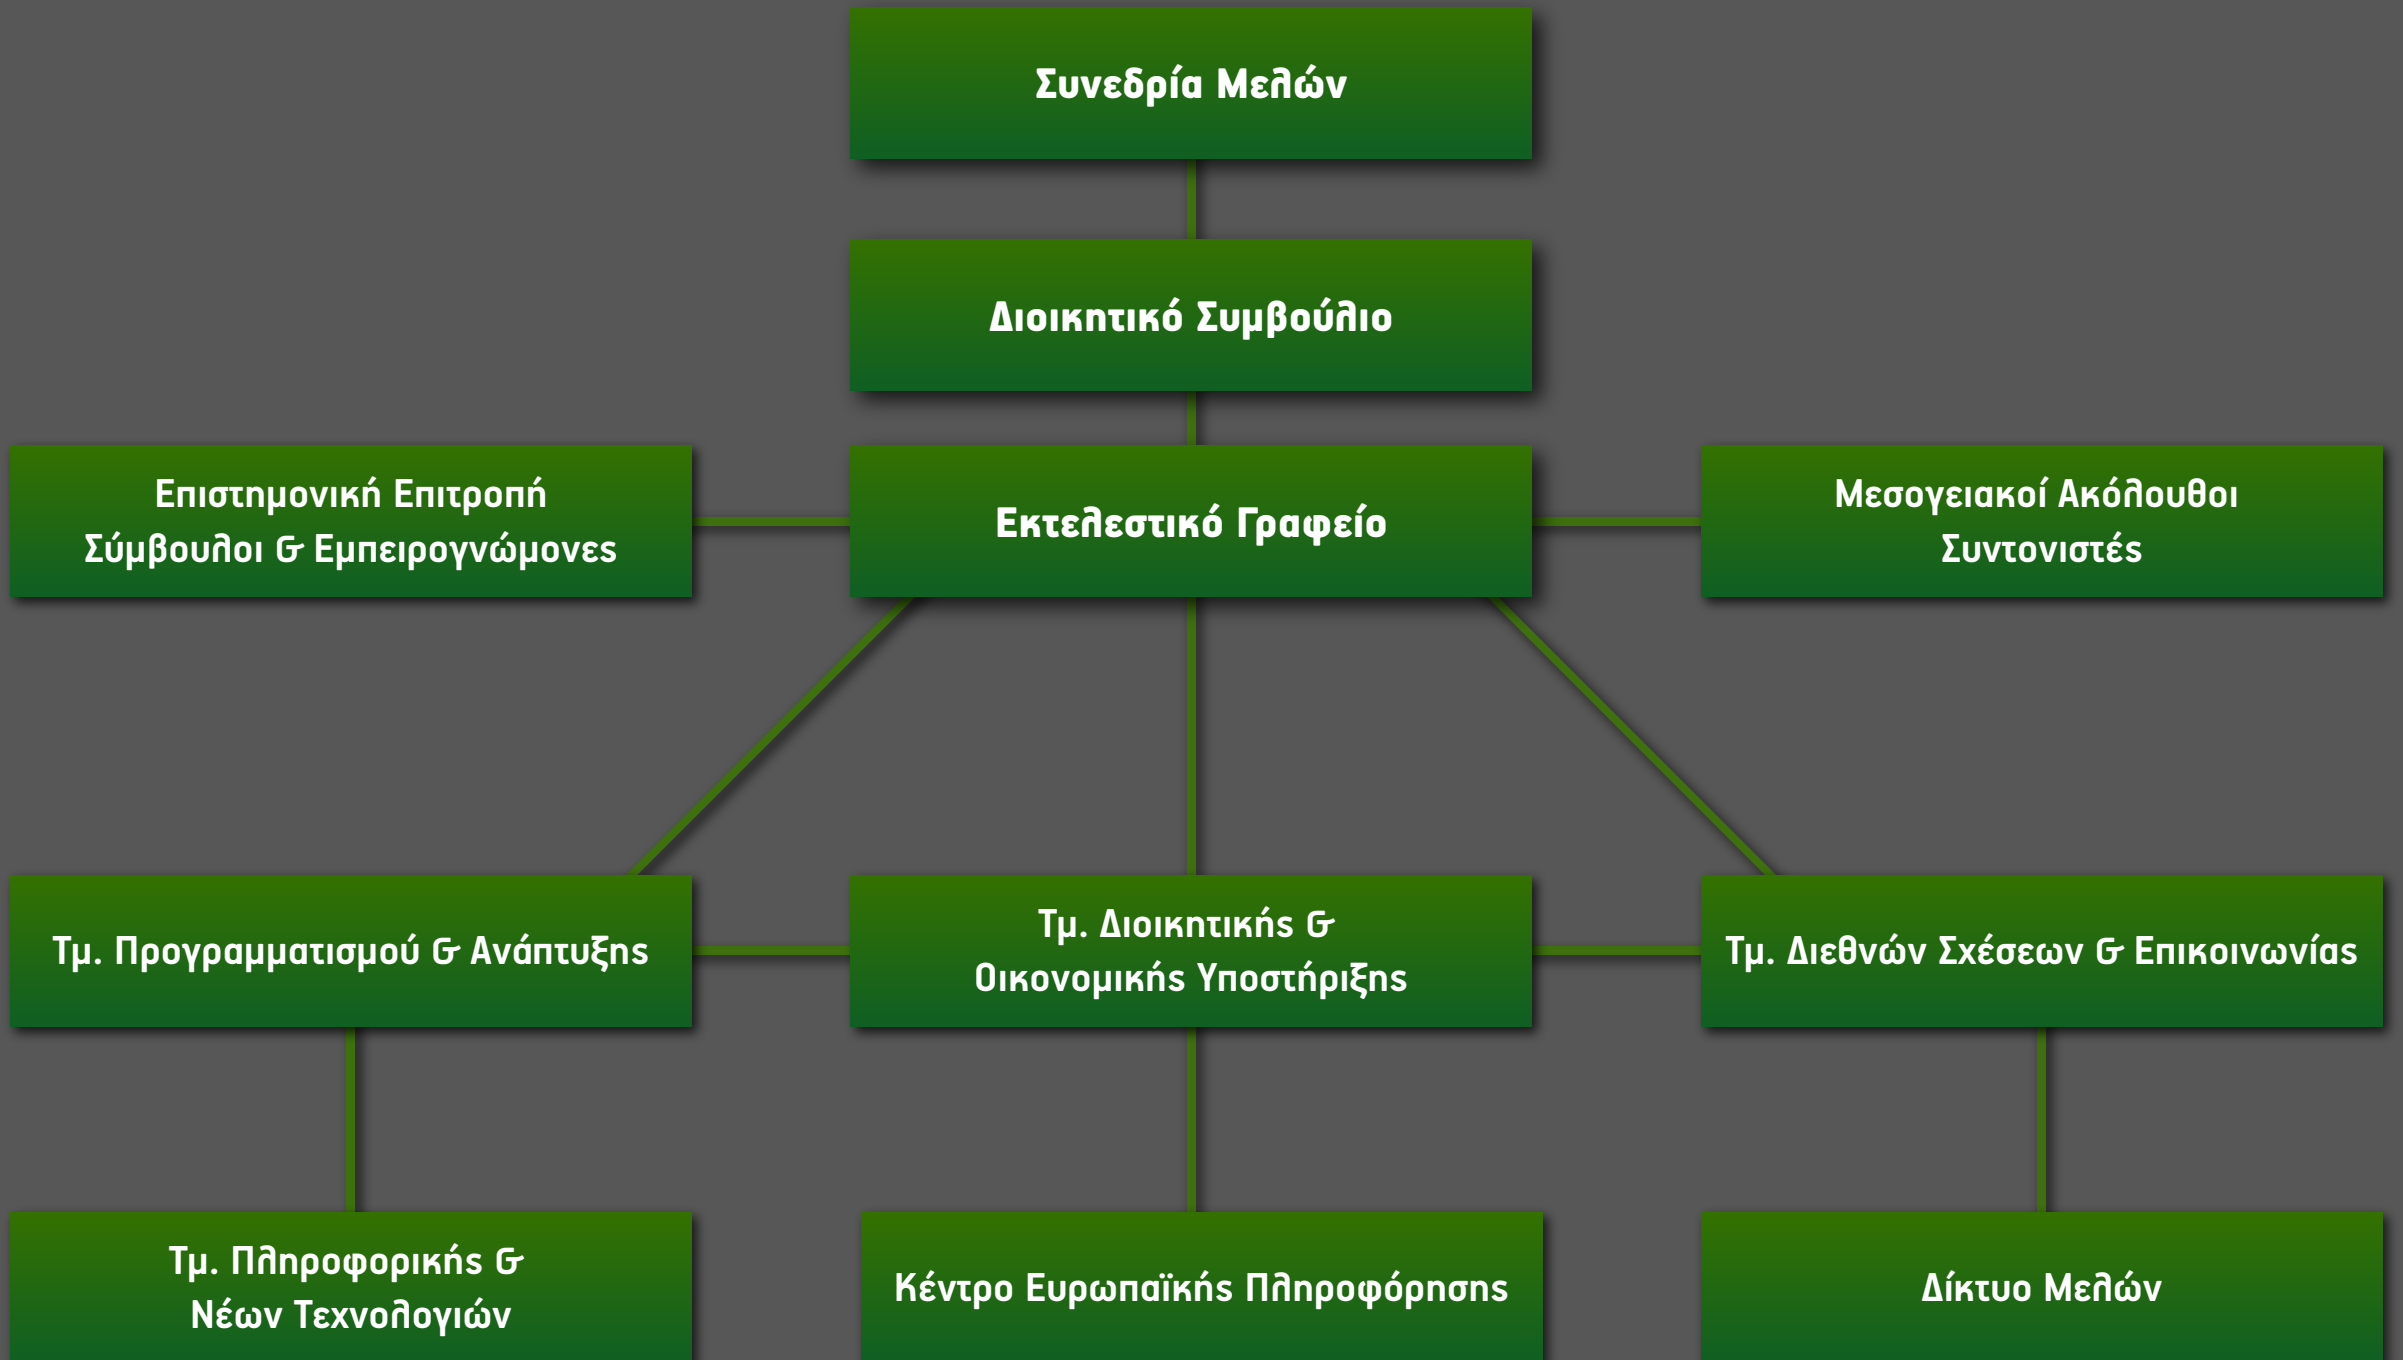 Συνεδρία Μελών
Διοικητικό Συμβούλιο
Επιστημονική Επιτροπή
Σύμβουλοι & Εμπειρογνώμονες
Εκτελεστικό Γραφείο
Μεσογειακοί Ακόλουθοι
Συντονιστές
Τμ. Προγραμματισμού & Ανάπτυξης
Τμ. Διοικητικής &
Οικονομικής Υποστήριξης
Τμ. Διεθνών Σχέσεων & Επικοινωνίας
Τμ. Πληροφορικής &
Νέων Τεχνολογιών
Κέντρο Ευρωπαϊκής Πληροφόρησης
Δίκτυο Μελών